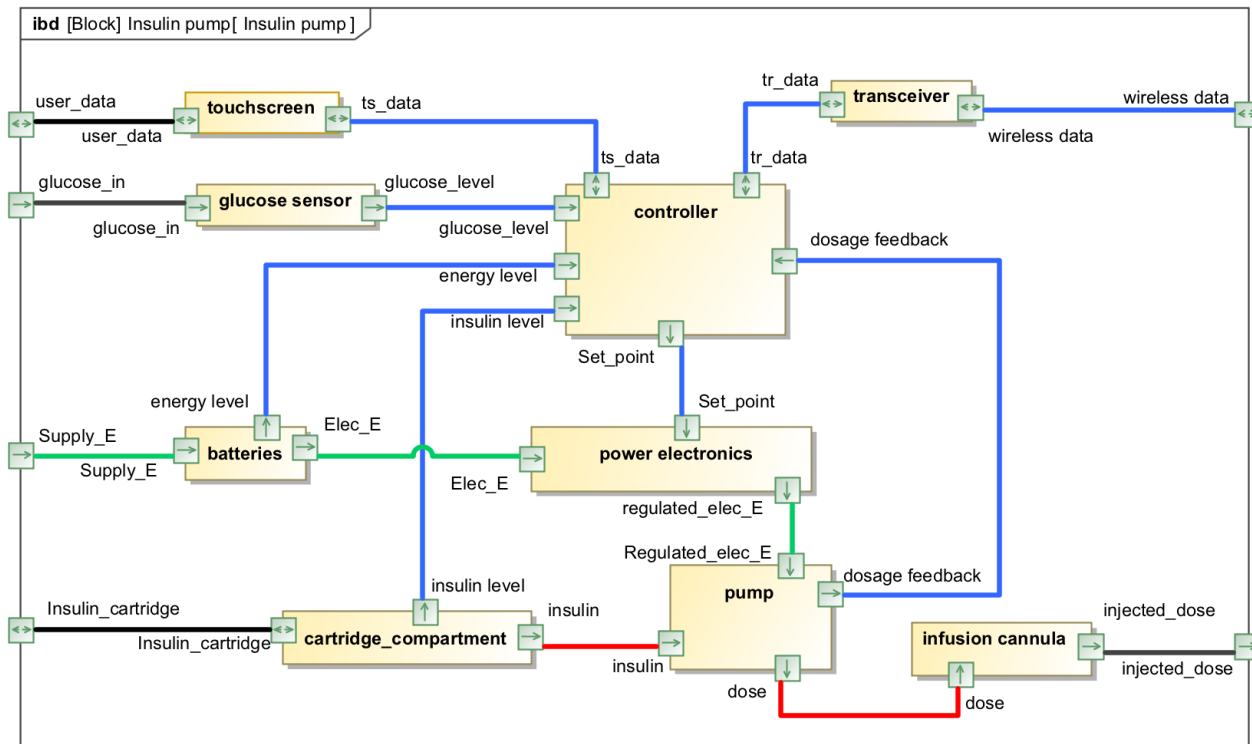 ibd [Block] Insulin pump[ Insulin pump ]
user_data
touchscreen
ts_data
user_data
tr_data
transceiver
wireless data
wireless data
ts_data
tr_data
glucose_in
glucose sensor
glucose_level
glucose_in
glucose_level
controller
dosage feedback
energy level
insulin level
Set_point
energy level
Set_point
Supply_E
Supply_E
batteries
Elec_E
Elec_E
power electronics
regulated_elec_E
Regulated_elec_E
insulin level
Insulin_cartridge
Insulin_cartridge
cartridge_compartment
insulin
insulin
pump
dosage feedback
dose
infusion cannula
injected_dose
injected_dose
dose